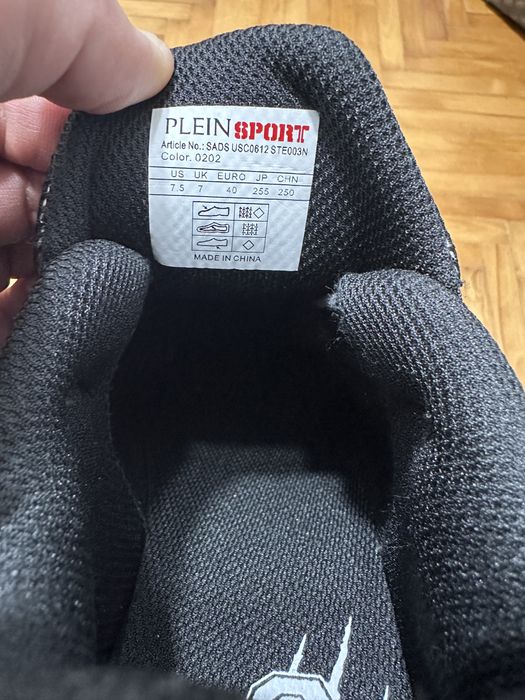 PLEIN SPORT
Article No.: SADS USC0612 STE003N
Color. 0202
US UK EURO JP CHN
7.5 7 40 255 250
MADE IN CHINA